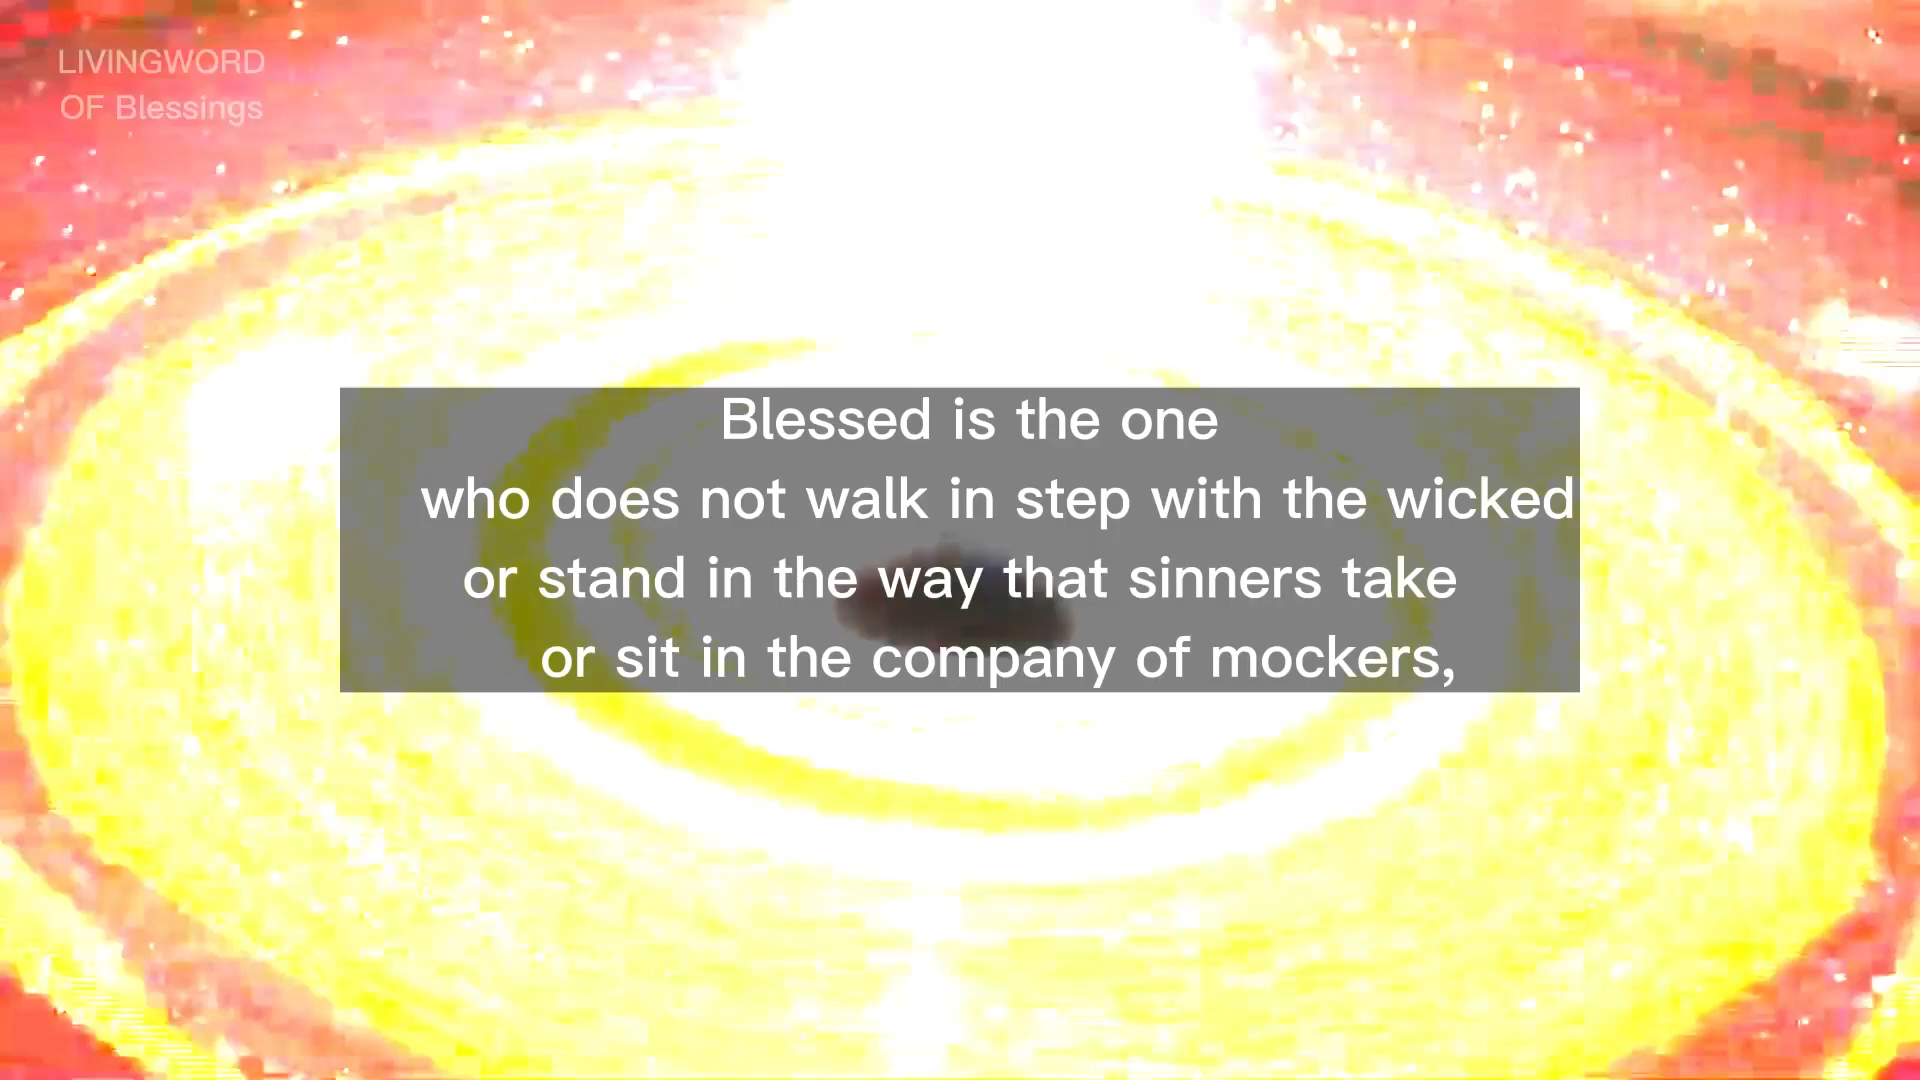 LIVINGWORD
OF Blessings
Blessed is the one
who does not walk in step with the wicked
or stand in the way that sinners take
or sit in the company of mockers,